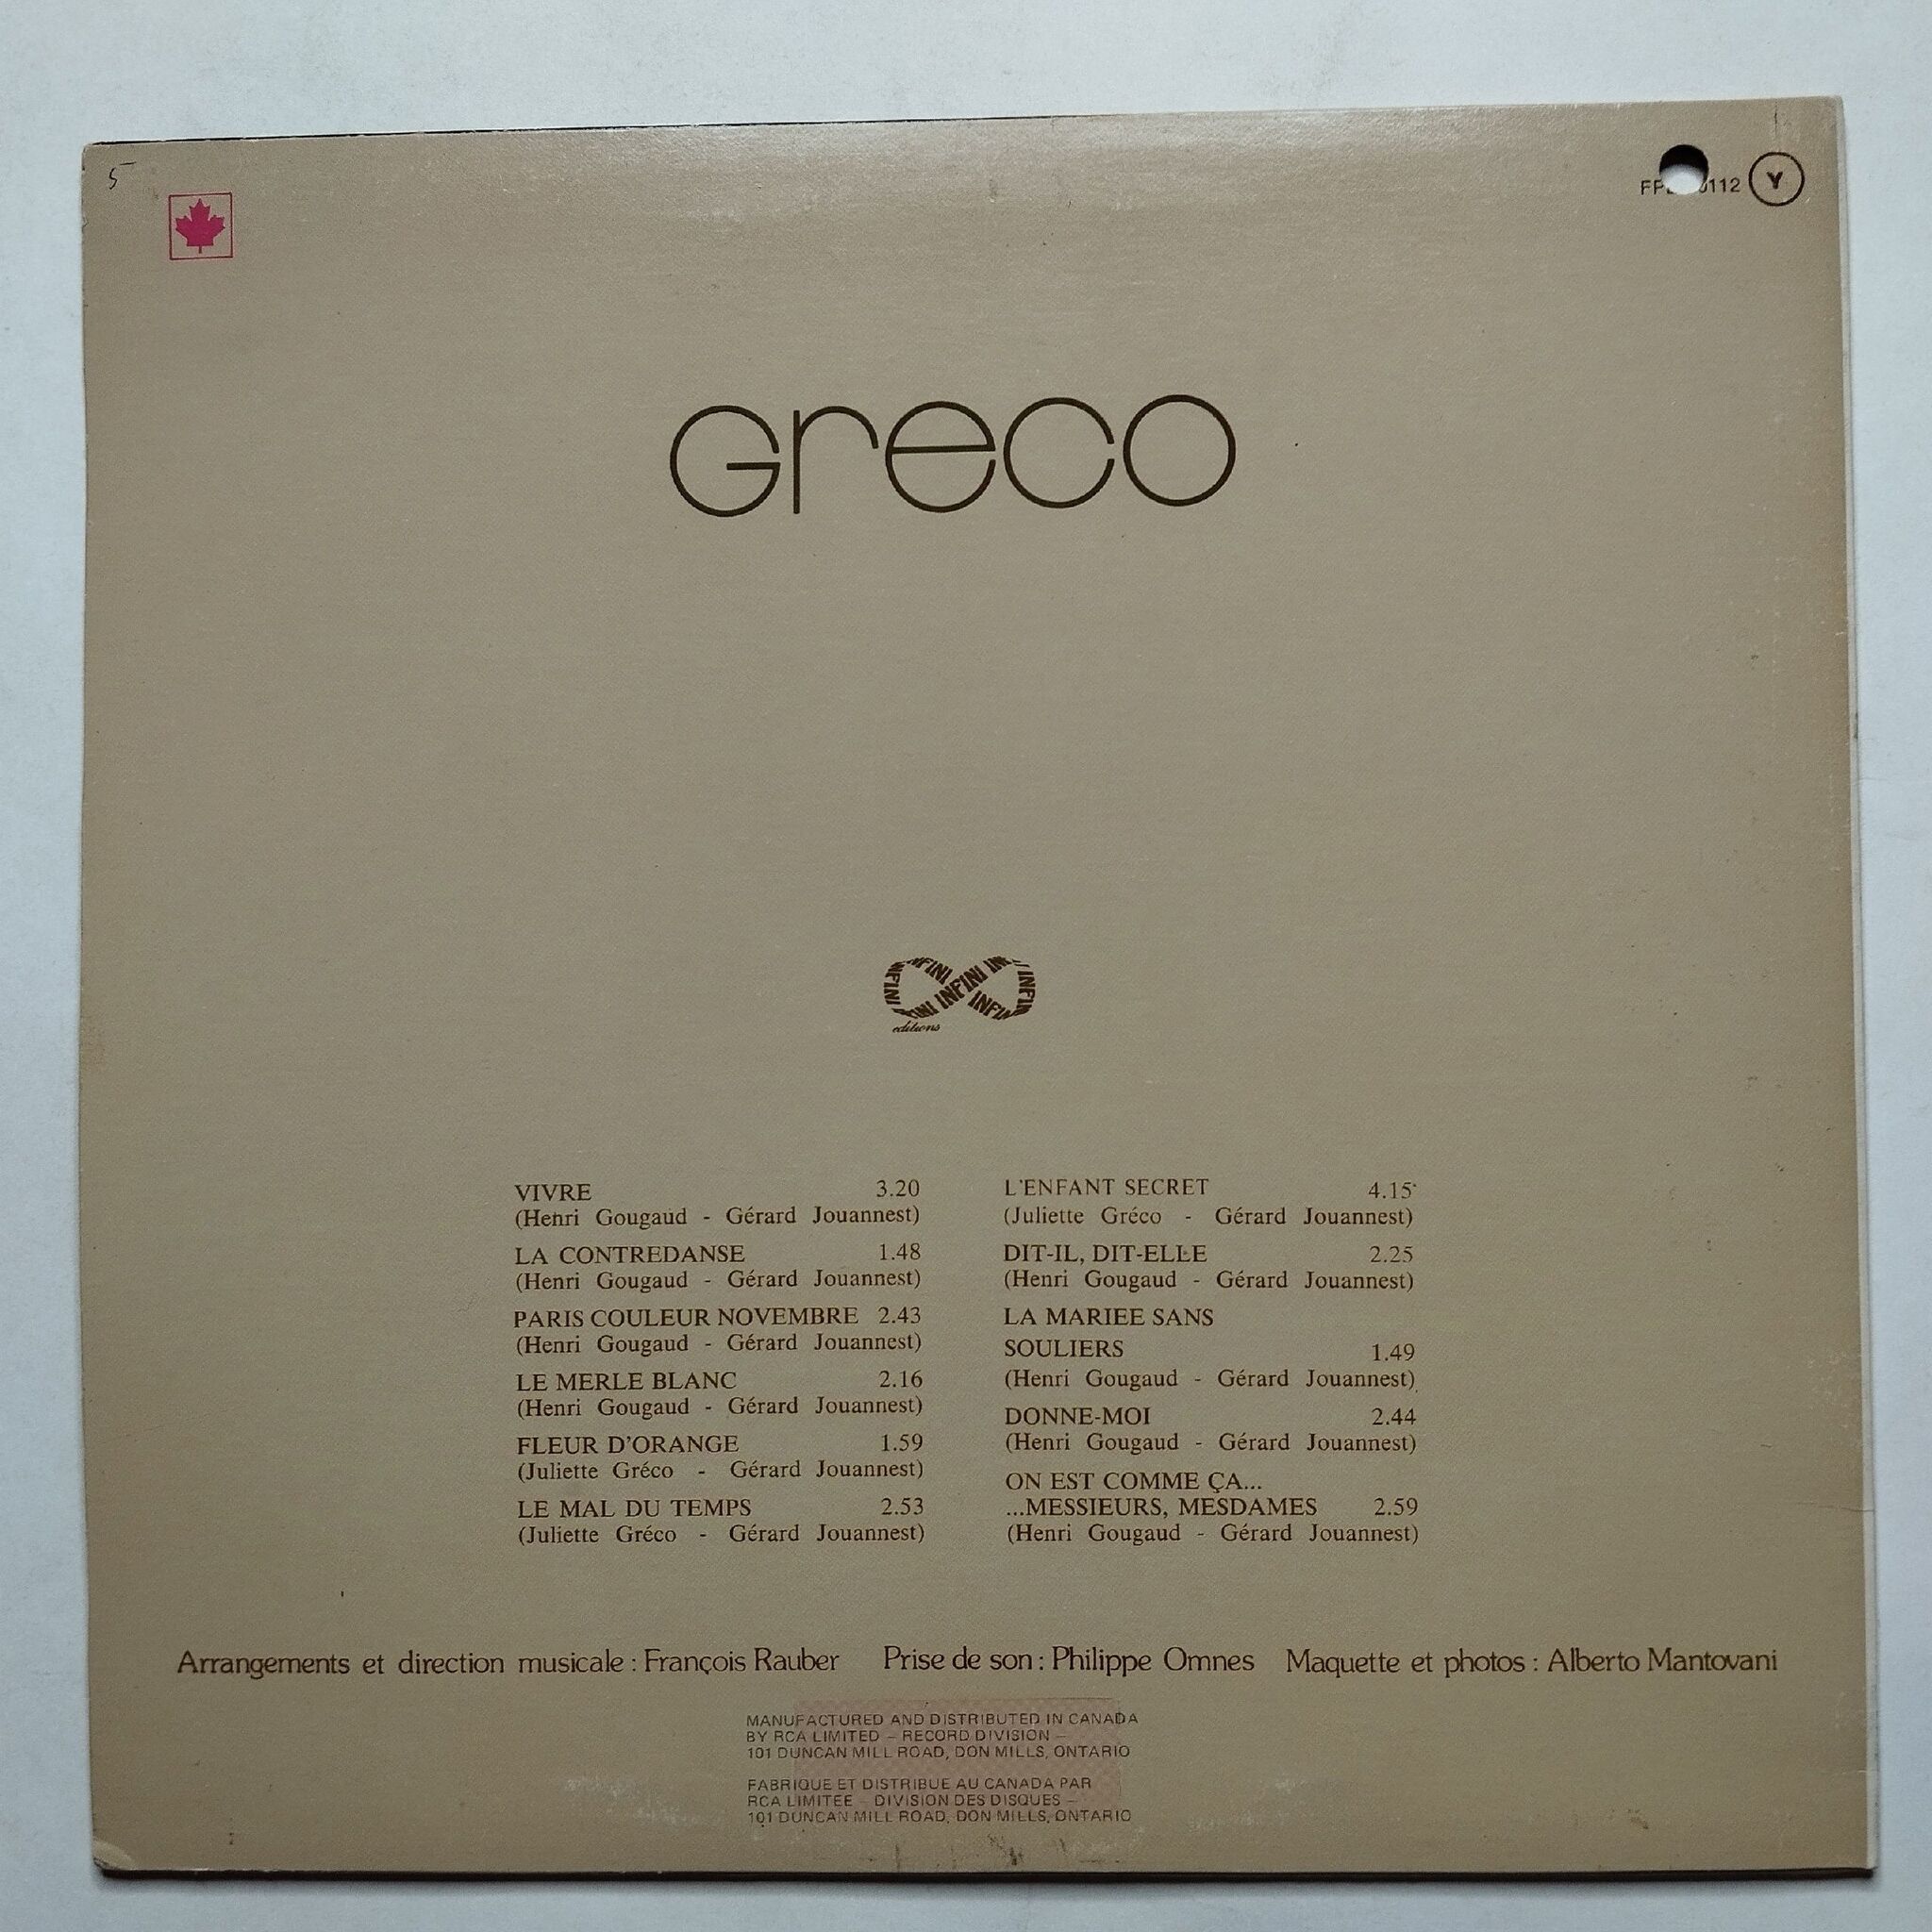 5
0112 Y
Greco
INFINI INFINI INFINI
editions
VIVRE 3.20
(Henri Gougaud - Gérard Jouannest)
LA CONTREDANSE 1.48
(Henri Gougaud - Gérard Jouannest)
PARIS COULEUR NOVEMBRE 2.43
(Henri Gougaud - Gérard Jouannest)
LE MERLE BLANC 2.16
(Henri Gougaud - Gérard Jouannest)
FLEUR D'ORANGE 1.59
(Juliette Gréco - Gérard Jouannest)
LE MAL DU TEMPS 2.53
(Juliette Gréco - Gérard Jouannest)
L'ENFANT SECRET 4.15
(Juliette Gréco - Gérard Jouannest)
DIT-IL, DIT-ELLE 2.25
(Henri Gougaud - Gérard Jouannest)
LA MARIEE SANS
SOULIERS 1.49
(Henri Gougaud - Gérard Jouannest)
DONNE-MOI 2.44
(Henri Gougaud - Gérard Jouannest)
ON EST COMME ÇA...
...MESSIEURS, MESDAMES 2.59
(Henri Gougaud - Gérard Jouannest)
Arrangements et direction musicale : François Rauber Prise de son : Philippe Omnes Maquette et photos : Alberto Mantovani
MANUFACTURED AND DISTRIBUTED IN CANADA
BY RCA LIMITED – RECORD DIVISION –
101 DUNCAN MILL ROAD, DON MILLS, ONTARIO
FABRIQUE ET DISTRIBUE AU CANADA PAR
RCA LIMITEE – DIVISION DES DISQUES –
101 DUNCAN MILL ROAD, DON MILLS, ONTARIO